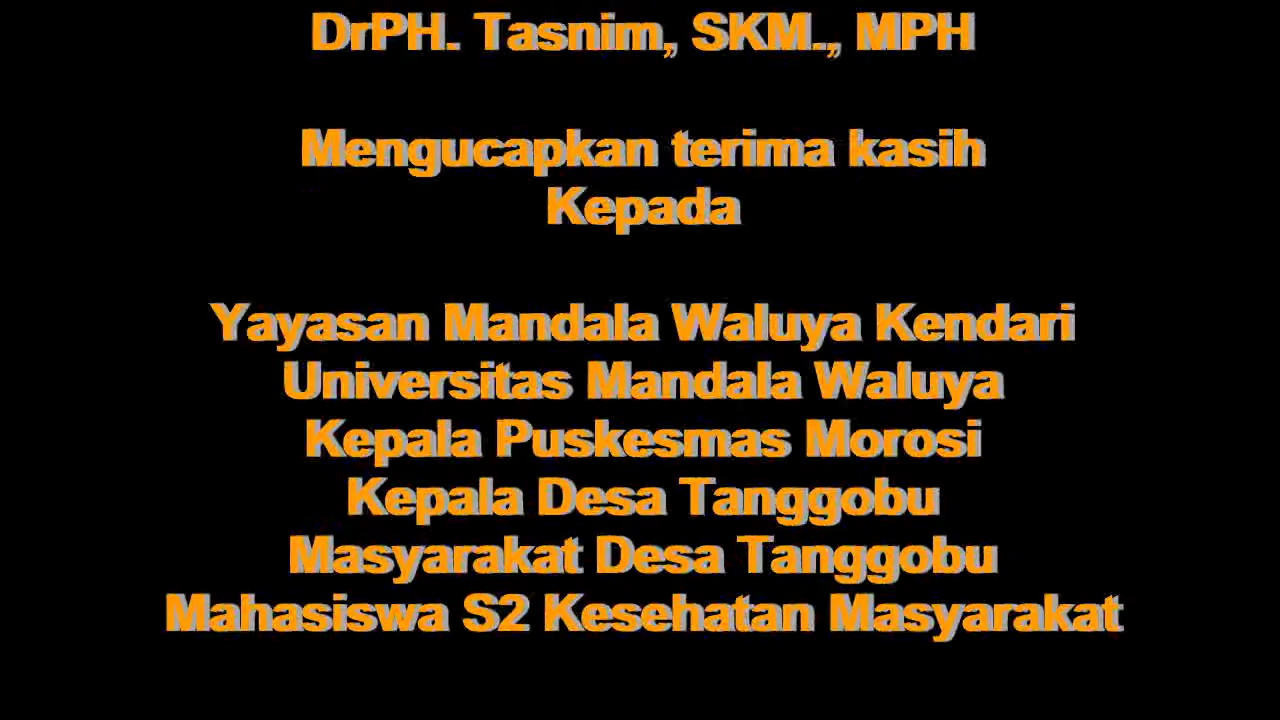 DrPH. Tasnim, SKM., MPH
Mengucapkan terima kasih
Kepada
Yayasan Mandala Waluya Kendari
Universitas Mandala Waluya
Kepala Puskesmas Morosi
Kepala Desa Tanggobu
Masyarakat Desa Tanggobu
Mahasiswa S2 Kesehatan Masyarakat